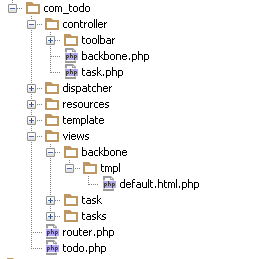 com_todo
controller
toolbar
backbone.php
task.php
dispatcher
resources
template
views
backbone
tmpl
default.html.php
task
tasks
router.php
todo.php